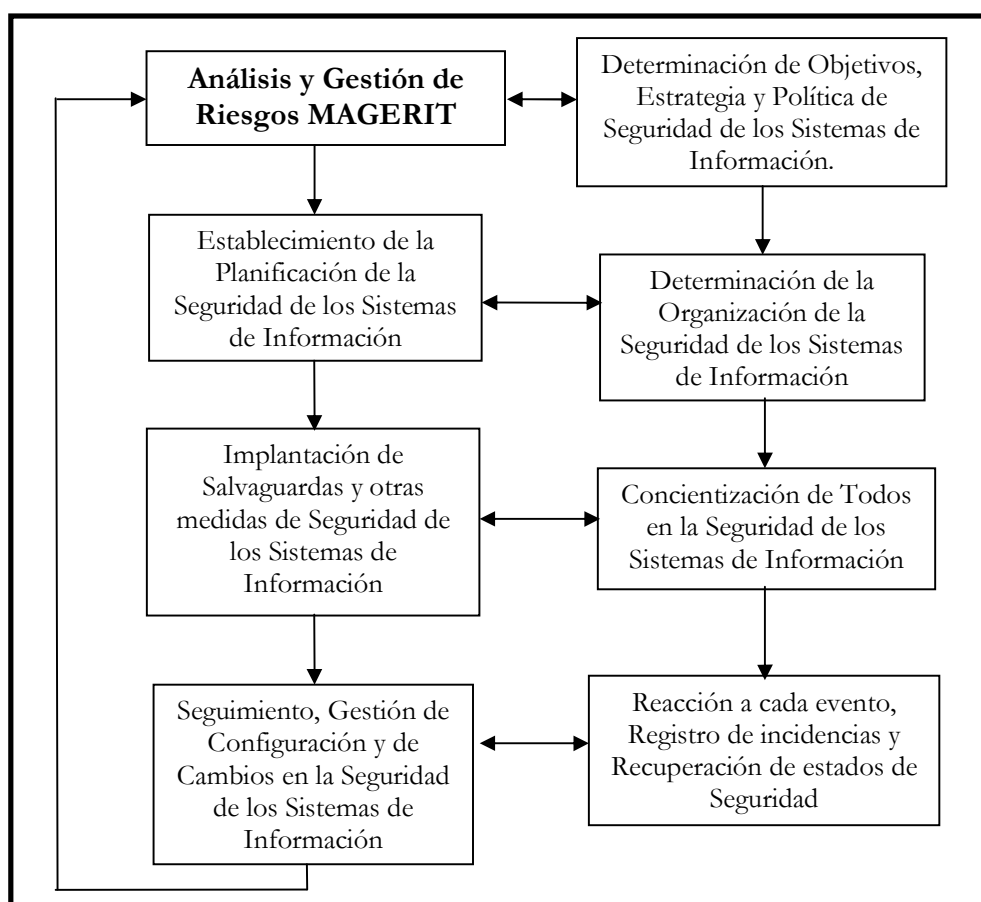 Análisis y Gestión de
Riesgos MAGERIT
Determinación de Objetivos,
Estrategia y Política de
Seguridad de los Sistemas de
Información.
Establecimiento de la
Planificación de la
Seguridad de los Sistemas
de Información
Determinación de la
Organización de la
Seguridad de los Sistemas
de Información
Implantación de
Salvaguardas y otras
medidas de Seguridad de
los Sistemas de
Información
Concientización de Todos
en la Seguridad de los
Sistemas de Información
Seguimiento, Gestión de
Configuración y de
Cambios en la Seguridad
de los Sistemas de
Información
Reacción a cada evento,
Registro de incidencias y
Recuperación de estados de
Seguridad